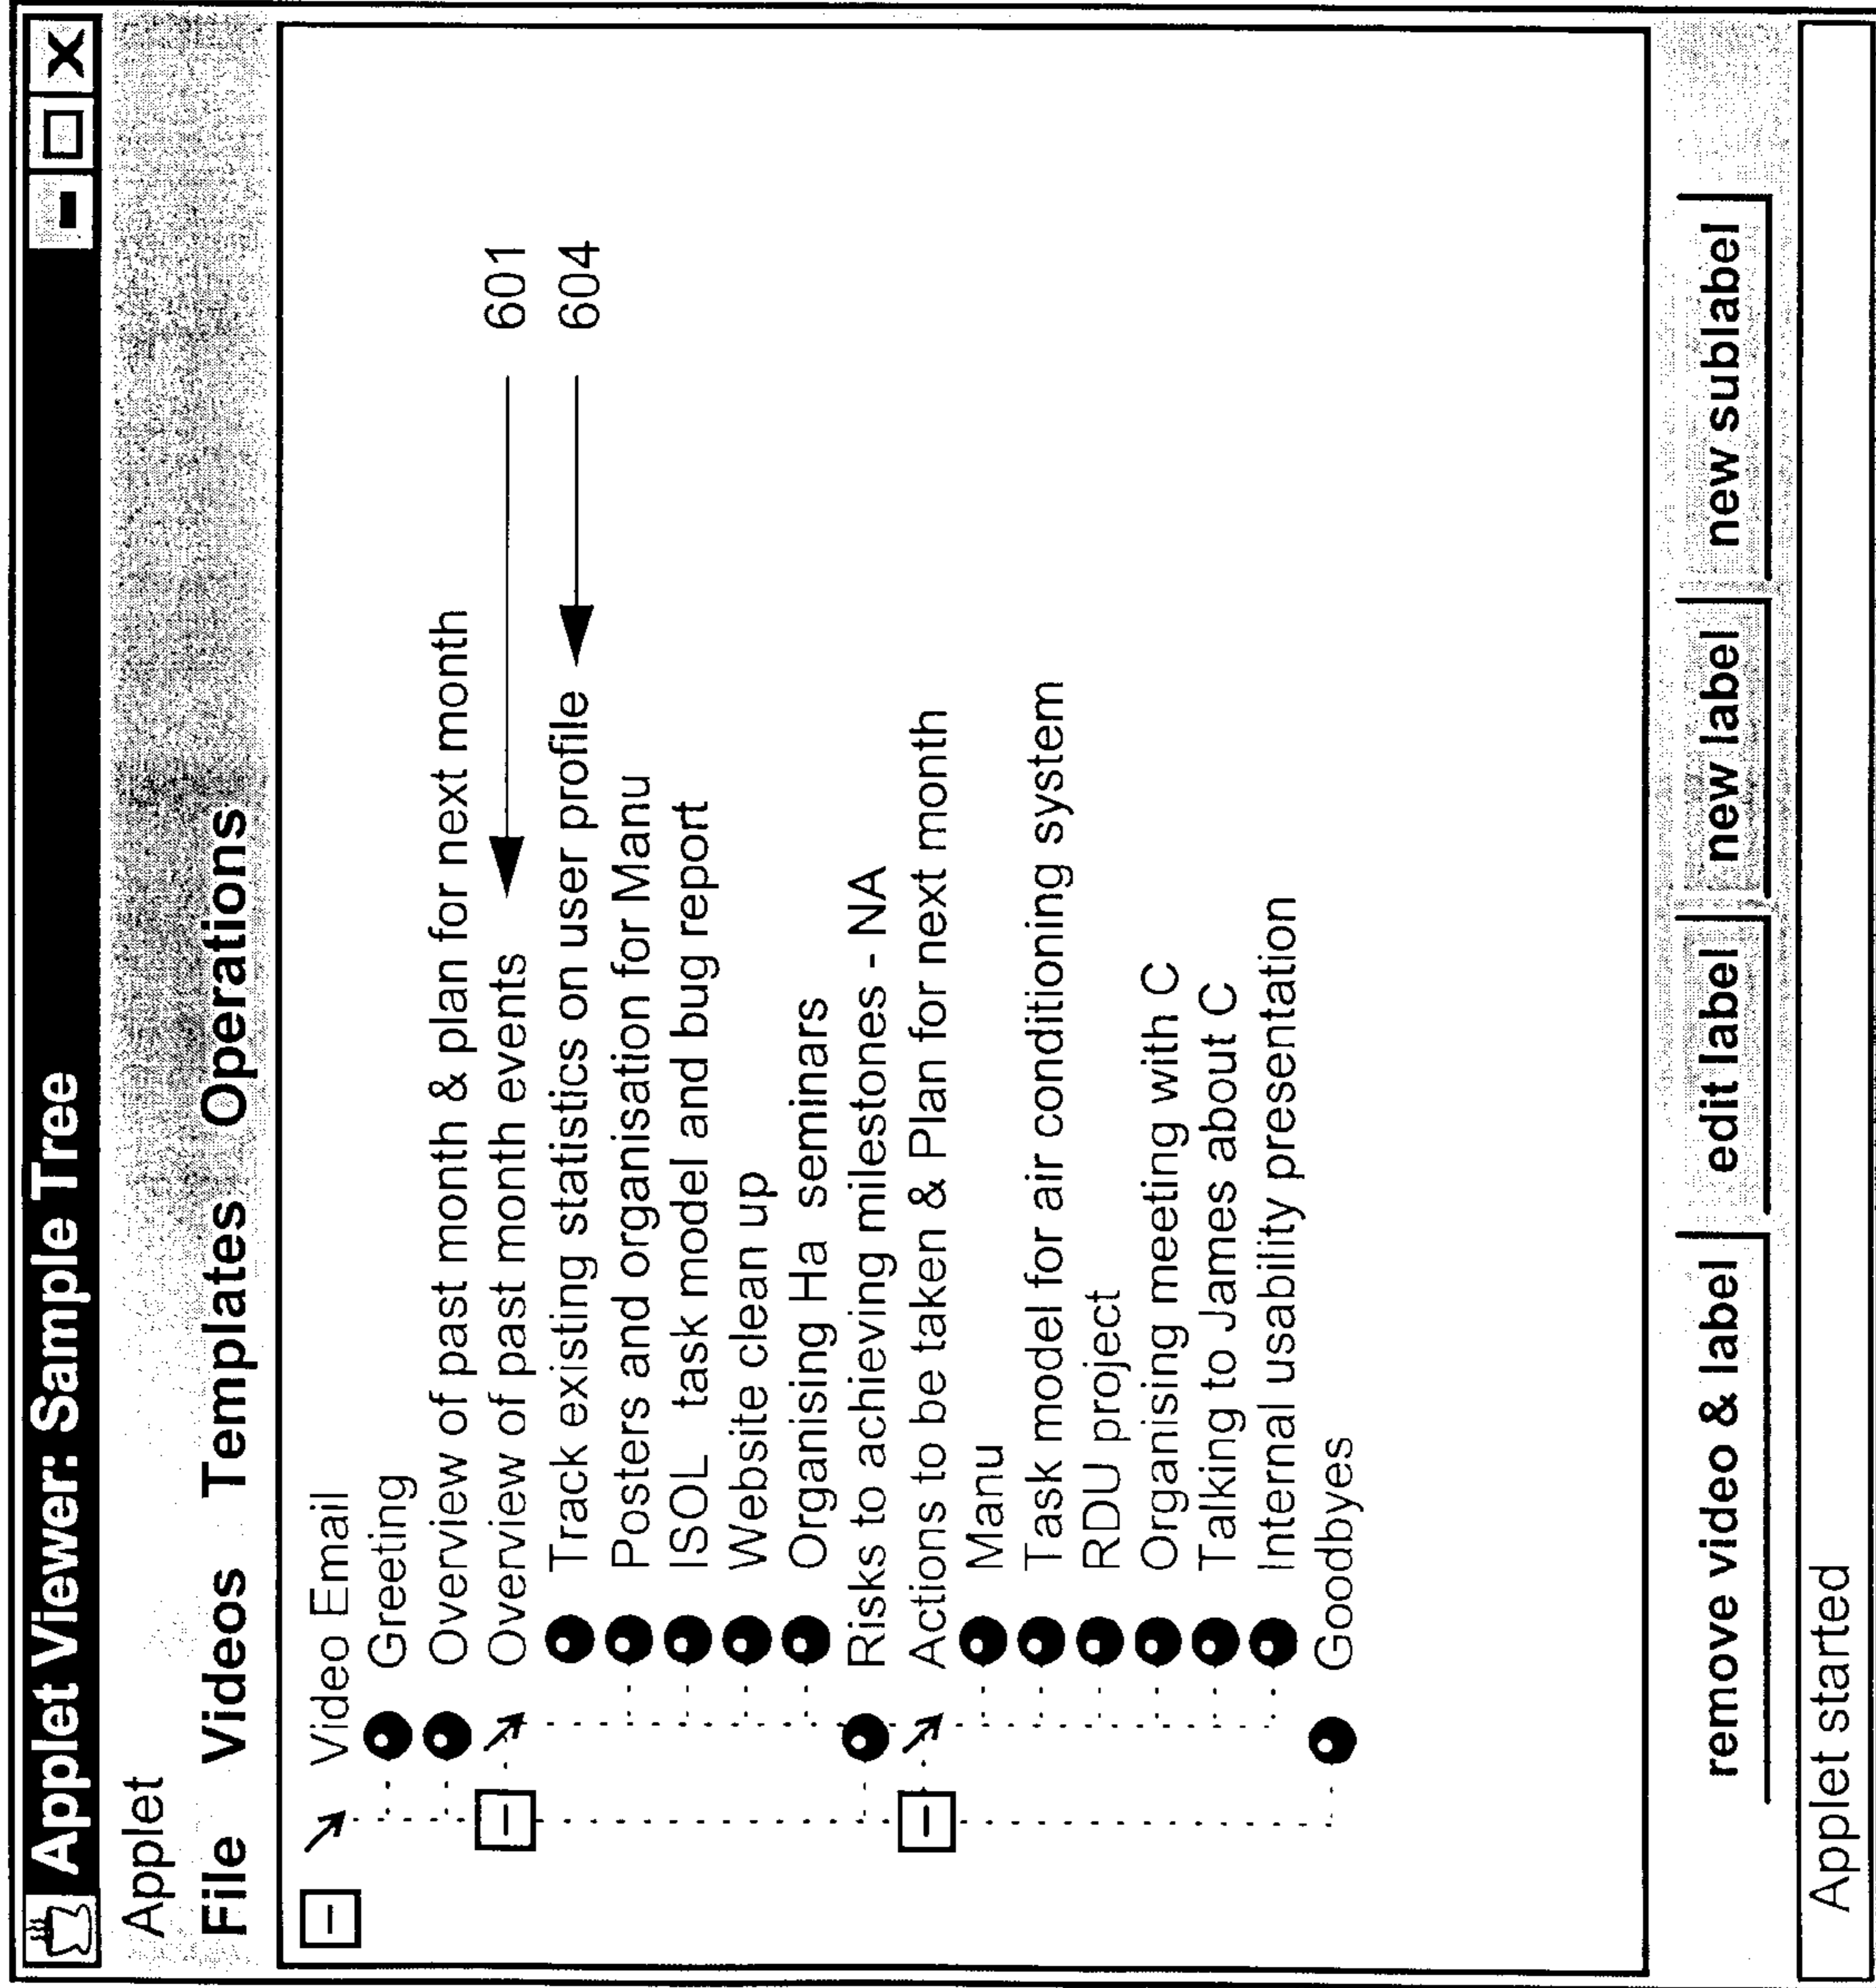 Applet Viewer: Sample Tree
Applet
File Videos Templates Operations
Video Email
Greeting
Overview of past month & plan for next month
Overview of past month events 601
Track existing statistics on user profile 604
Posters and organisation for Manu
ISOL task model and bug report
Website clean up
Organising Ha seminars
Risks to achieving milestones - NA
Actions to be taken & Plan for next month
Manu
Task model for air conditioning system
RDU project
Organising meeting with C
Talking to James about C
Internal usability presentation
Goodbyes
remove video & label edit label new label new sublabel
Applet started